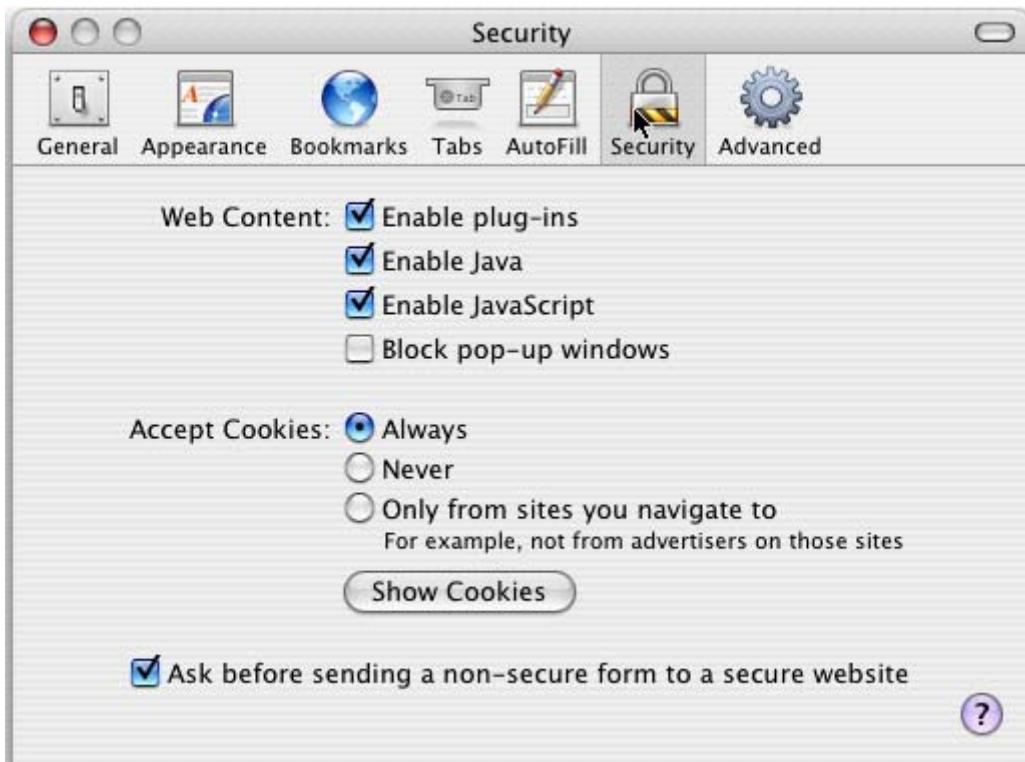 Security
General Appearance Bookmarks Tab Tabs AutoFill Security Advanced
Web Content: Enable plug-ins
Enable Java
Enable JavaScript
Block pop-up windows
Accept Cookies: Always
Never
Only from sites you navigate to
For example, not from advertisers on those sites
Show Cookies
Ask before sending a non-secure form to a secure website
?